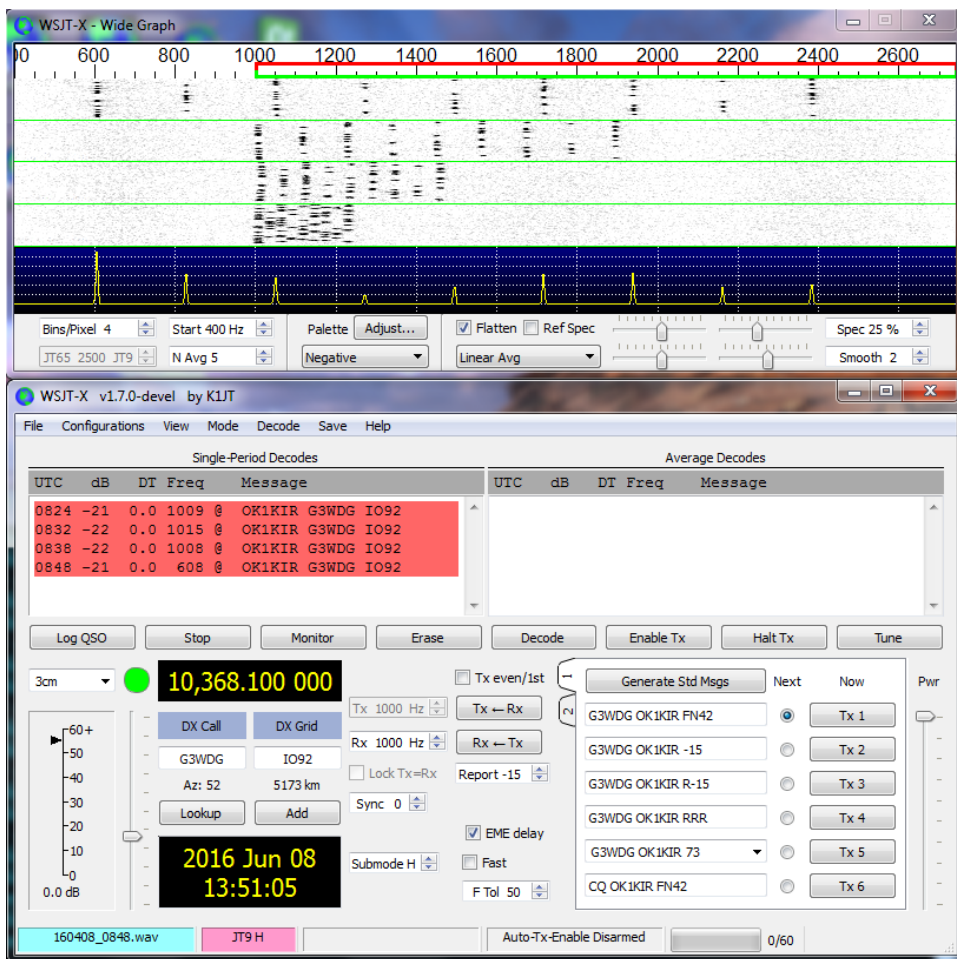 WSJT-X - Wide Graph
00 600 800 1000 1200 1400 1600 1800 2000 2200 2400 2600
Bins/Pixel 4 Start 400 Hz Palette Adjust... Flatten Ref Spec Spec 25 %
JT65 2500 JT9 N Avg 5 Negative Linear Avg Smooth 2
WSJT-X v1.7.0-devel by K1JT
File Configurations View Mode Decode Save Help
Single-Period Decodes Average Decodes
UTC dB DT Freq Message UTC dB DT Freq Message
0824 -21 0.0 1009 @ OK1KIR G3WDG IO92
0832 -22 0.0 1015 @ OK1KIR G3WDG IO92
0838 -22 0.0 1008 @ OK1KIR G3WDG IO92
0848 -21 0.0 608 @ OK1KIR G3WDG IO92
Log QSO Stop Monitor Erase Decode Enable Tx Halt Tx Tune
3cm 10,368.100 000 Tx even/1st 1 Generate Std Msgs Next Now Pwr
Tx 1000 Hz Tx ← Rx 2 G3WDG OK1KIR FN42 Tx 1
60+ DX Call DX Grid
-50 G3WDG IO92 Rx 1000 Hz Rx ← Tx G3WDG OK1KIR -15 Tx 2
-40 Az: 52 5173 km Lock Tx=Rx Report -15 G3WDG OK1KIR R-15 Tx 3
-30 Lookup Add Sync 0 G3WDG OK1KIR RRR Tx 4
-20 EME delay
-10 2016 Jun 08 Submode H Fast G3WDG OK1KIR 73 Tx 5
-0 13:51:05 F Tol 50 CQ OK1KIR FN42 Tx 6
0.0 dB
160408_0848.wav JT9 H Auto-Tx-Enable Disarmed 0/60